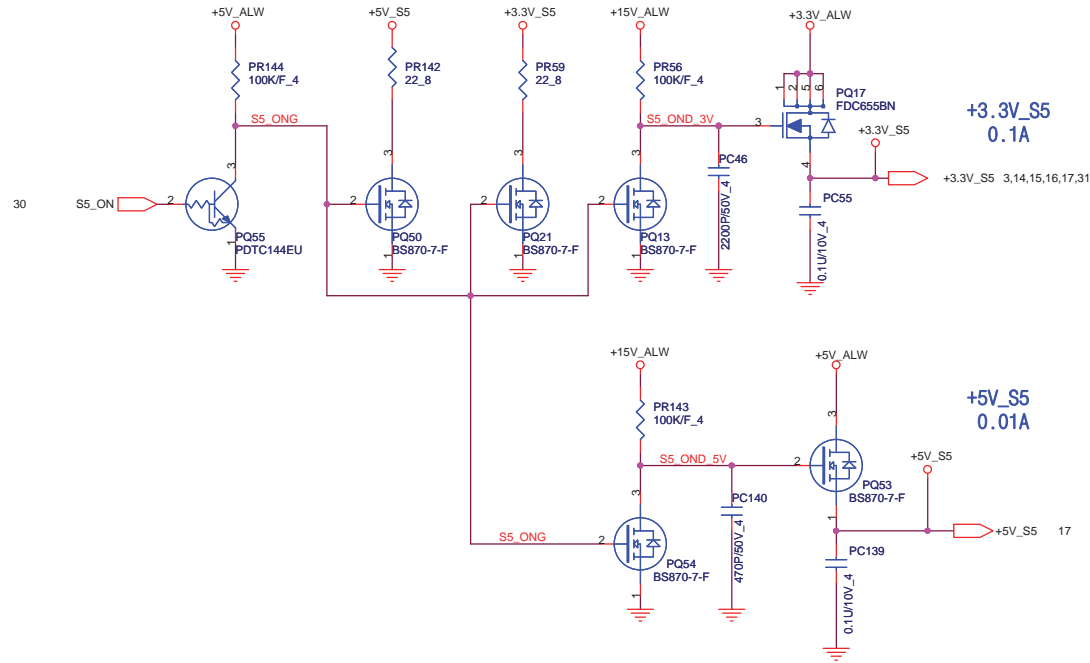 +5V_ALW
+5V_S5
+3.3V_S5
+15V_ALW
+3.3V_ALW
PR144
100K/F_4
PR142
22_8
PR59
22_8
PR56
100K/F_4
1
2
5
6
PQ17
FDC655BN
+3.3V_S5
0.1A
S5_ONG
S5_OND_3V
3
+3.3V_S5
3
3
3
3
4
PC46
2200P/50V_4
30
S5_ON
2
2
2
2
+3.3V_S5
3,14,15,16,17,31
PC55
0.1U/10V_4
1
PQ55
PDTC144EU
1
PQ50
BS870-7-F
1
PQ21
BS870-7-F
1
PQ13
BS870-7-F
+15V_ALW
+5V_ALW
PR143
100K/F_4
+5V_S5
0.01A
3
S5_OND_5V
2
+5V_S5
PQ53
BS870-7-F
3
PC140
470P/50V_4
1
S5_ONG
2
+5V_S5
17
PQ54
BS870-7-F
1
PC139
0.1U/10V_4